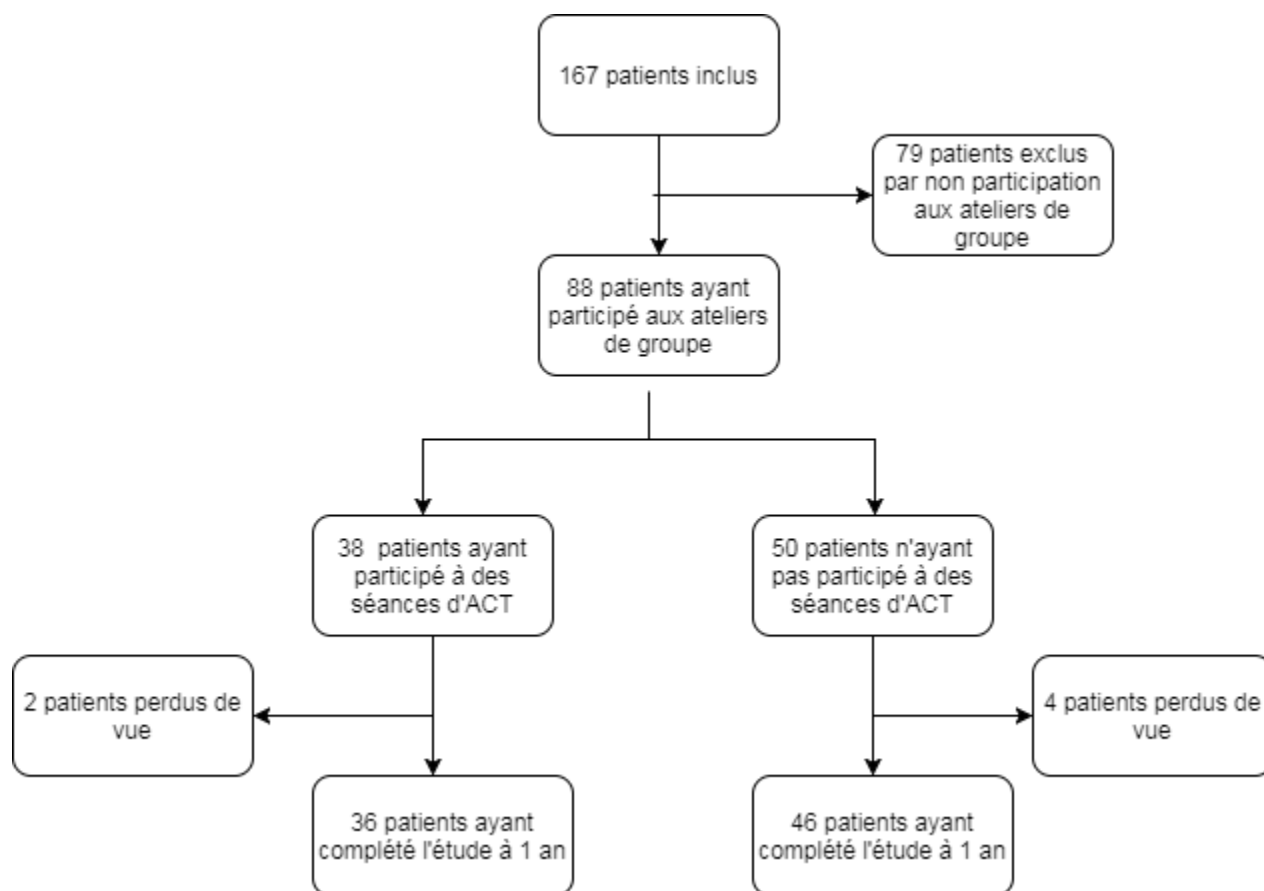 167 patients inclus
79 patients exclus
par non participation
aux ateliers de
groupe
88 patients ayant
participé aux ateliers
de groupe
38  patients ayant
participé à des
séances d'ACT
50 patients n'ayant
pas participé à des
séances d'ACT
2 patients perdus de
vue
4 patients perdus de
vue
36 patients ayant
complété l'étude à 1 an
46 patients ayant
complété l'étude à 1 an